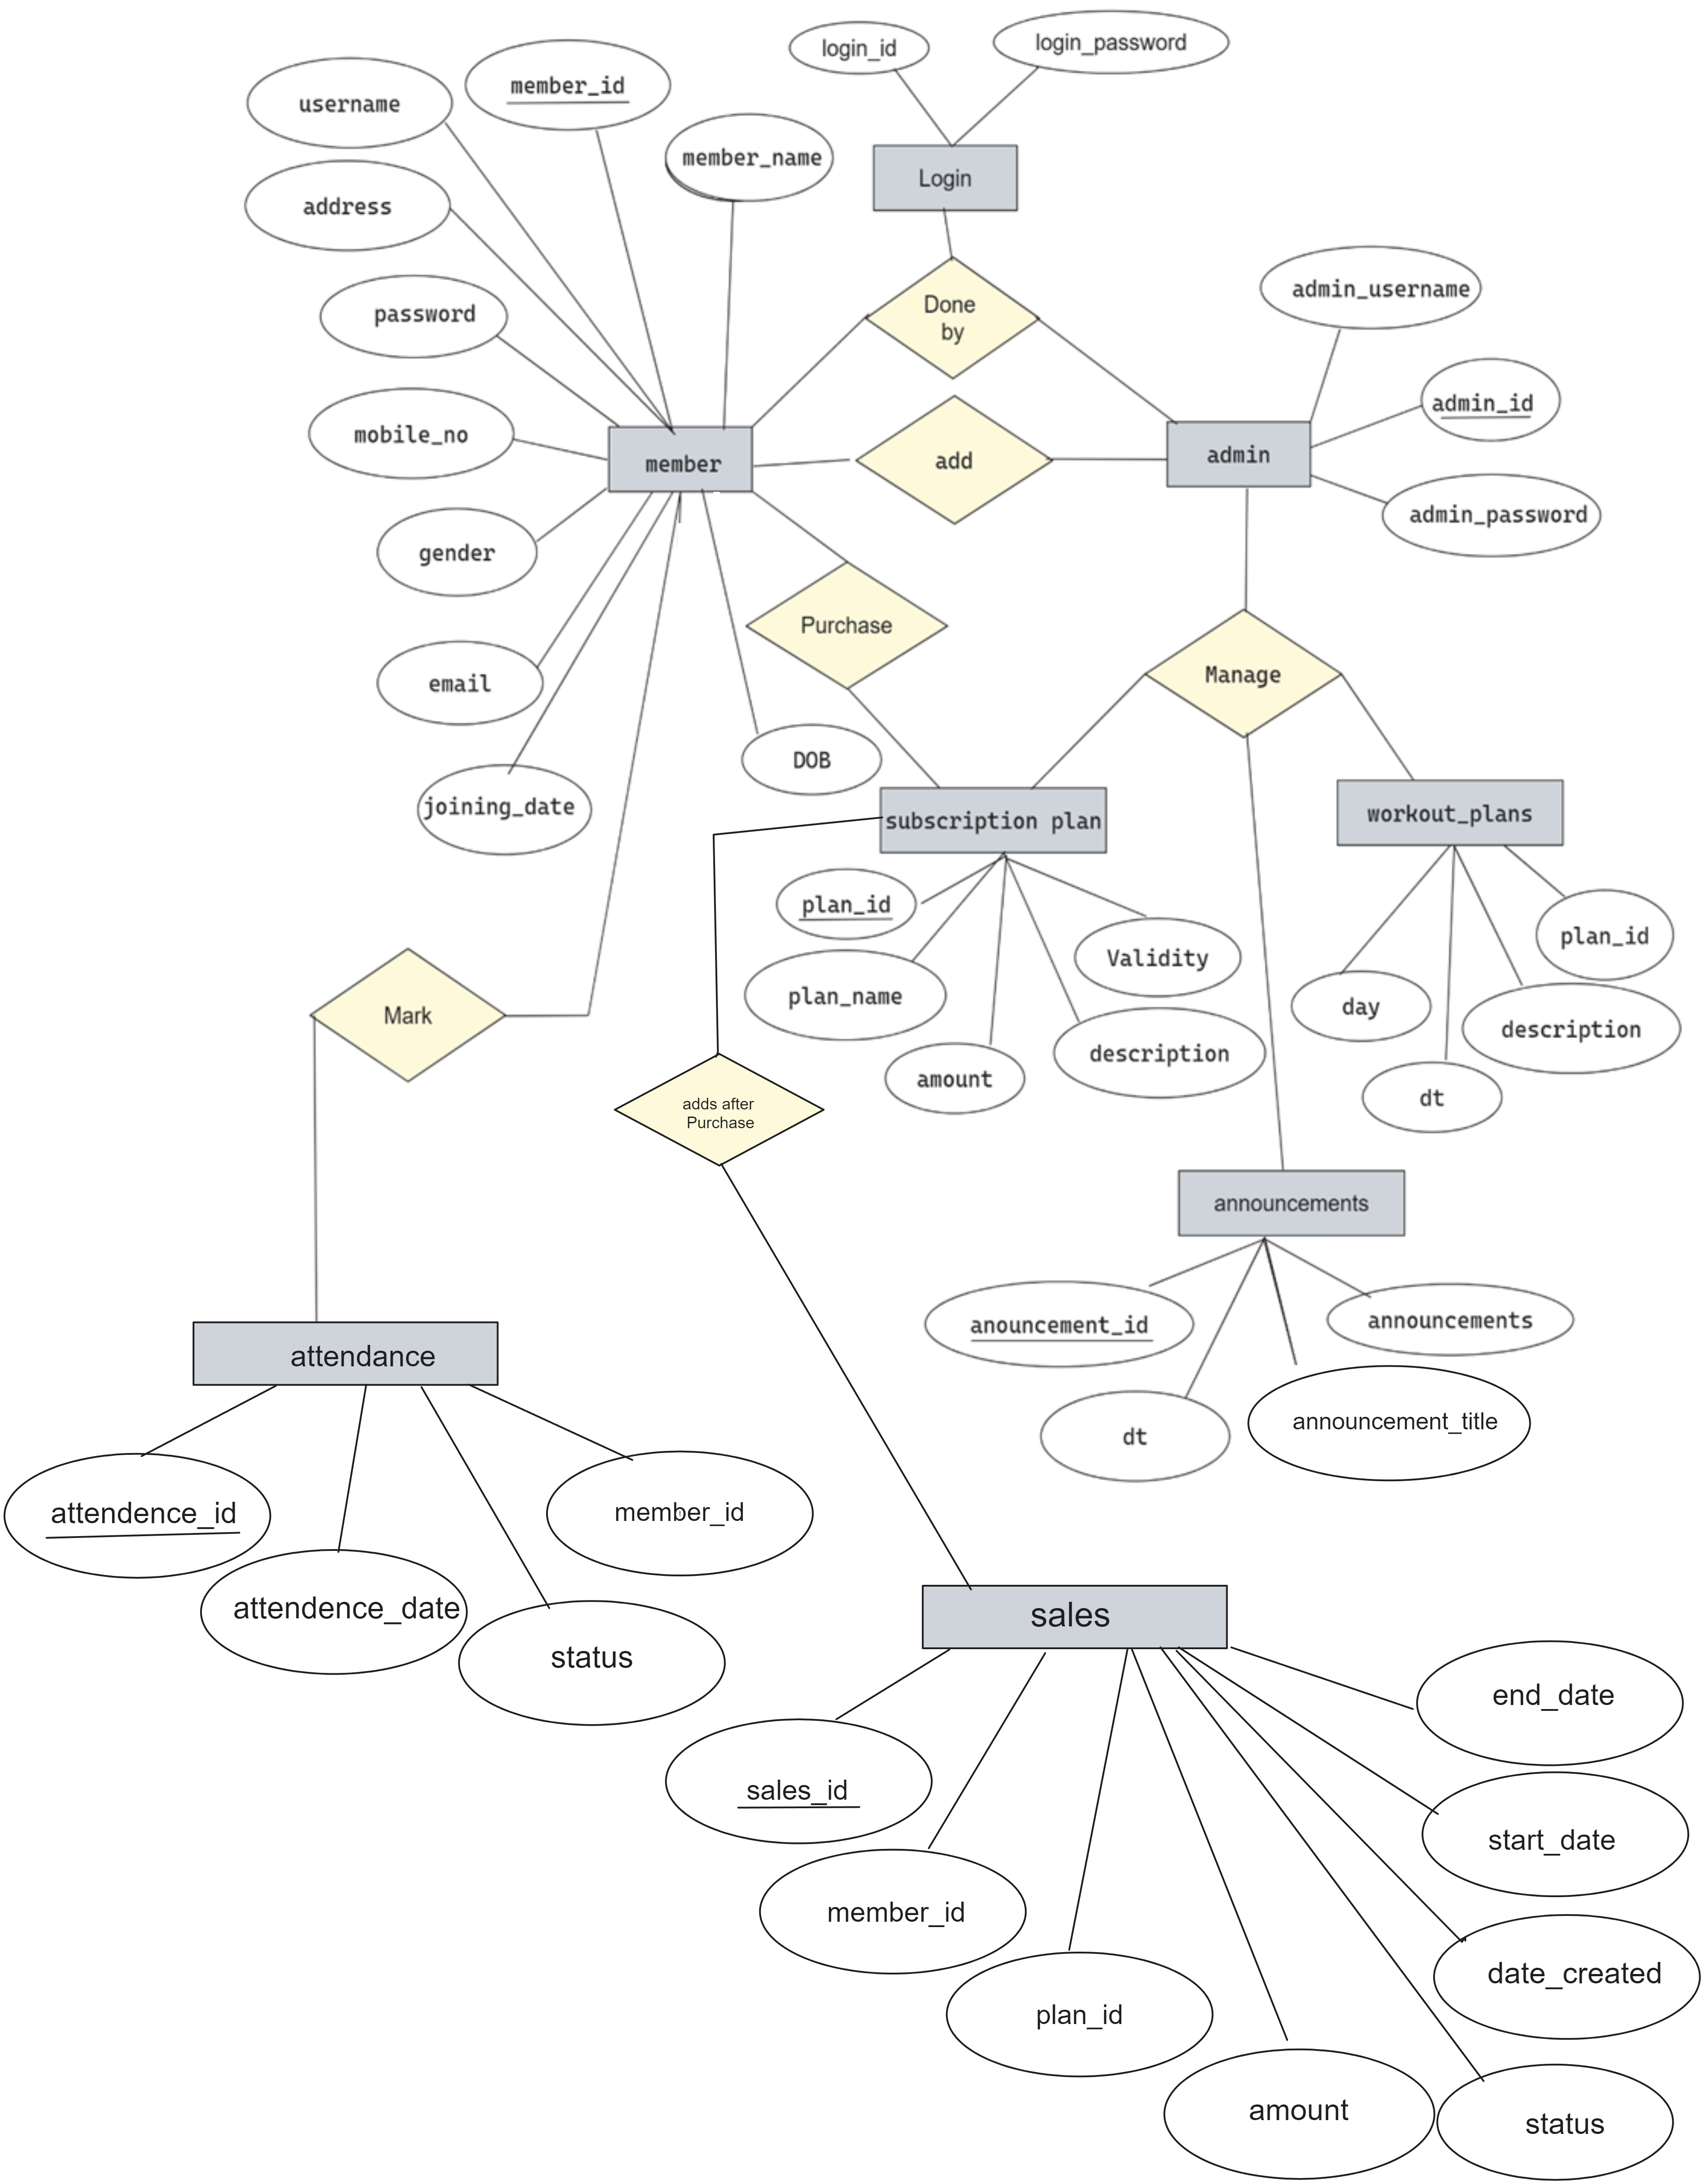 login_id
login_password
username
member_id
member_name
Login
address
admin_username
Done
by
password
admin_id
mobile_no
member
add
admin
admin_password
gender
Purchase
Manage
email
DOB
joining_date
subscription plan
workout_plans
plan_id
plan_id
Validity
plan_name
day
description
Mark
description
amount
dt
adds after
Purchase
announcements
anouncement_id
announcements
attendance
announcement_title
dt
attendence_id
member_id
attendence_date
sales
status
end_date
sales_id
start_date
member_id
date_created
plan_id
amount
status